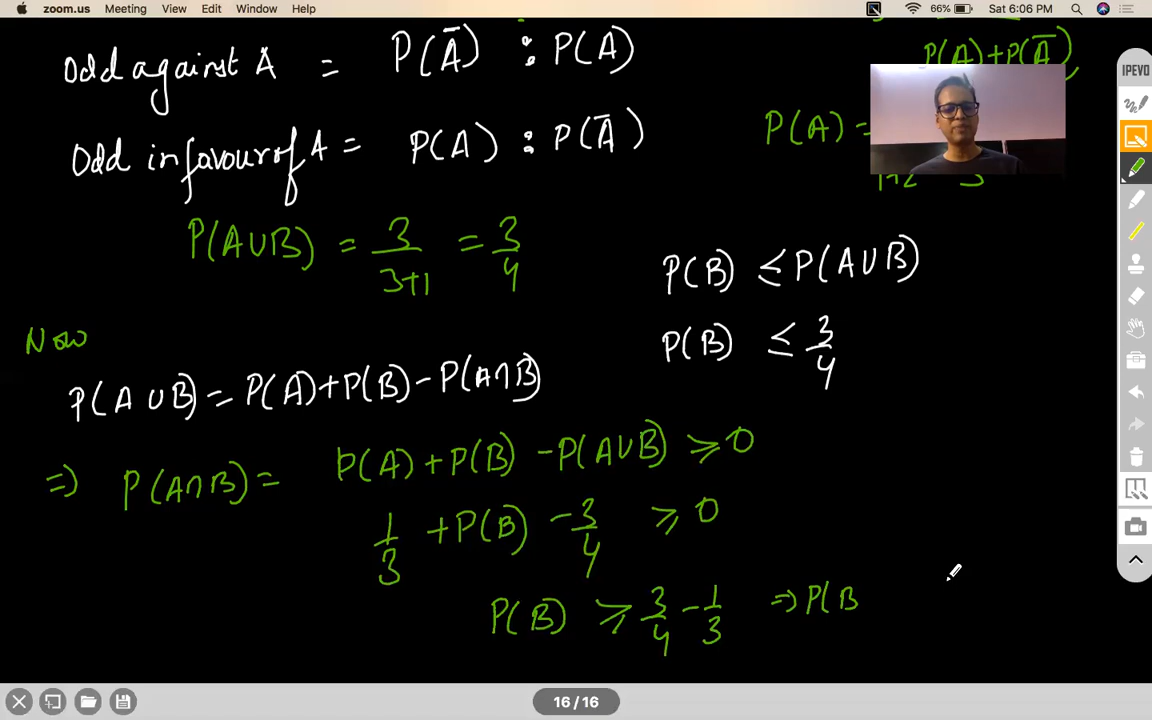 zoom.us Meeting View Edit Window Help 66% Sat 6:06 PM
Odd against A = P(Ā) : P(A)
P(A)+P(Ā)
IPEVO
Odd in favour of A = P(A) : P(Ā)
P(A) =
P(A∪B) = 3/(3+1) = 3/4
P(B) ≤ P(A∪B)
P(B) ≤ 3/4
Now
P(A∪B) = P(A)+P(B)-P(A∩B)
⇒ P(A∩B) = P(A)+P(B)-P(A∪B) ≥ 0
1/3 + P(B) - 3/4 ≥ 0
P(B) ≥ 3/4 - 1/3 ⇒ P(B
16 / 16